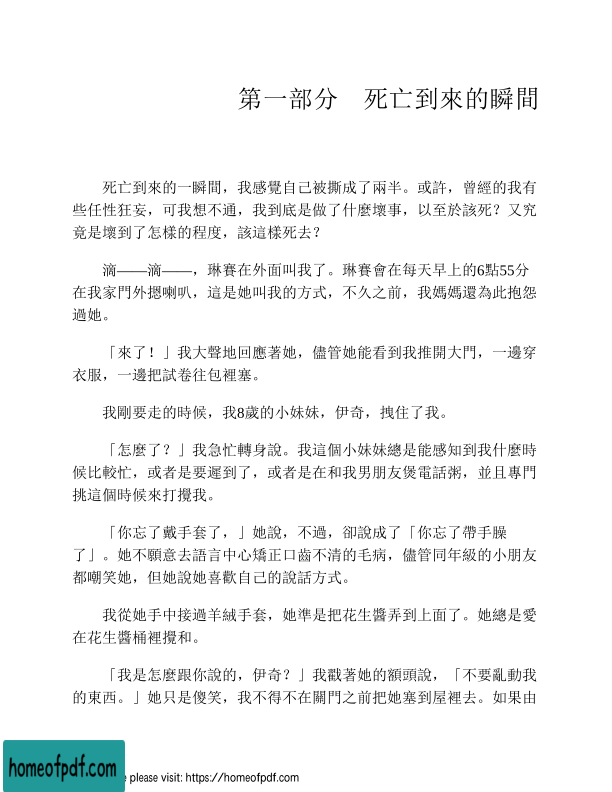 第一部分　死亡到來的瞬間
死亡到來的一瞬間，我感覺自己被撕成了兩半。或許，曾經的我有
些任性狂妄，可我想不通，我到底是做了什麼壞事，以至於該死？又究
竟是壞到了怎樣的程度，該這樣死去？
滴——滴——，琳賽在外面叫我了。琳賽會在每天早上的6點55分
在我家門外摁喇叭，這是她叫我的方式，不久之前，我媽媽還為此抱怨
過她。
「來了！」我大聲地回應著她，儘管她能看到我推開大門，一邊穿
衣服，一邊把試卷往包裡塞。
我剛要走的時候，我8歲的小妹妹，伊奇，拽住了我。
「怎麼了？」我急忙轉身說。我這個小妹妹總是能感知到我什麼時
候比較忙，或者是要遲到了，或者是在和我男朋友煲電話粥，並且專門
挑這個時候來打攪我。
「你忘了戴手套了，」她說，不過，卻說成了「你忘了帶手臊
了」。她不願意去語言中心矯正口齒不清的毛病，儘管同年級的小朋友
都嘲笑她，但她說她喜歡自己的說話方式。
我從她手中接過羊絨手套，她準是把花生醬弄到上面了。她總是愛
在花生醬桶裡攪和。
「我是怎麼跟你說的，伊奇？」我戳著她的額頭說，「不要亂動我
的東西。」她只是傻笑，我不得不在關門之前把她塞到屋裡去。如果由
homeofpdf.com
e please visit: https://homeofpdf.com